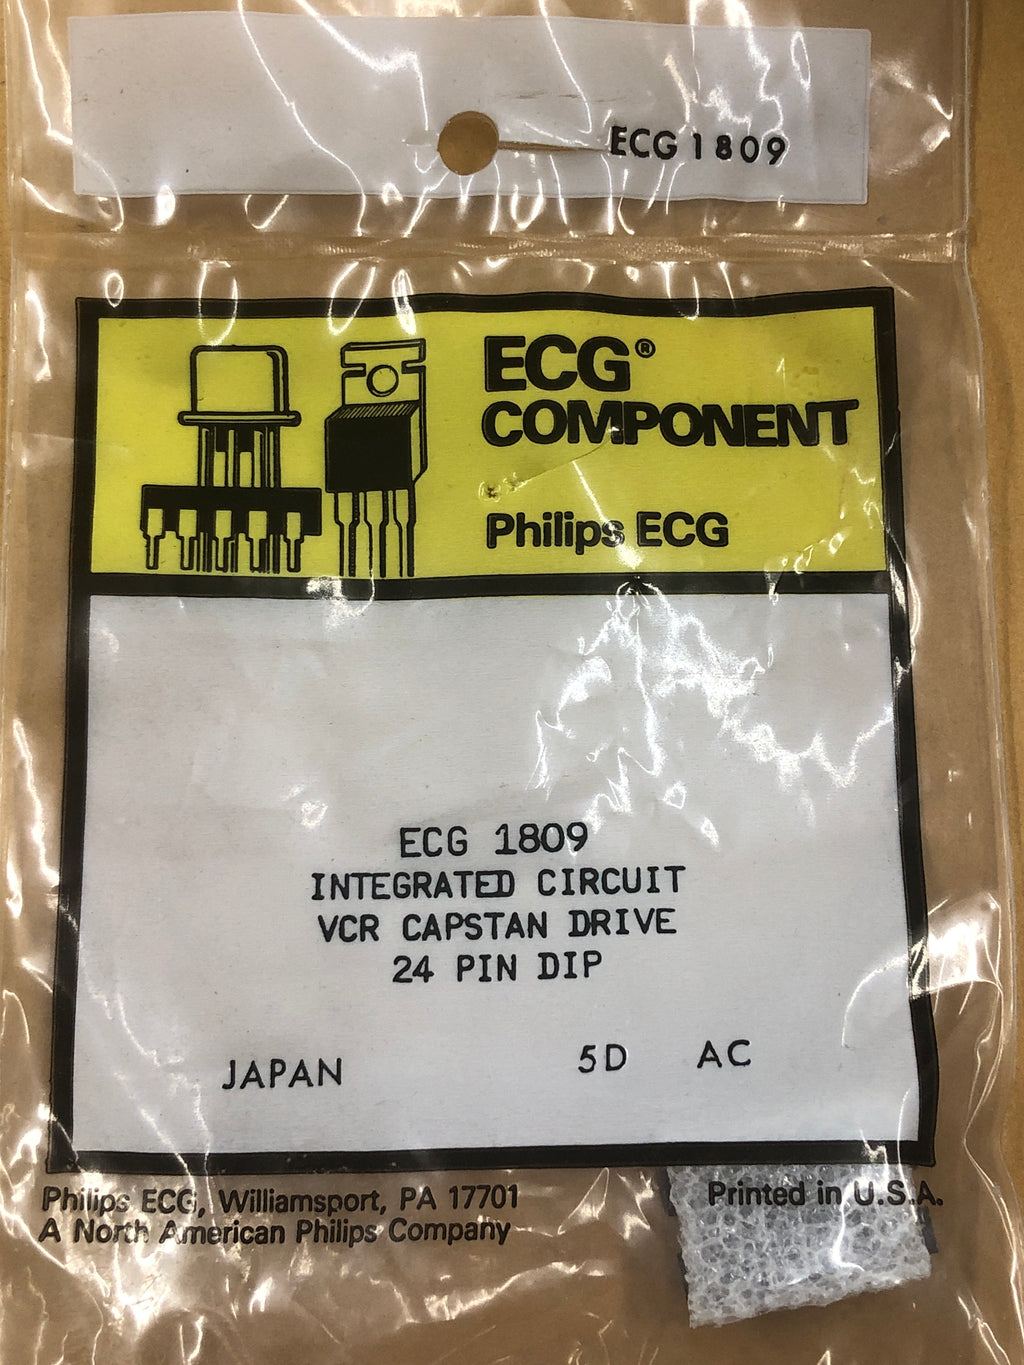 ECG 1809
ECG®
COMPONENT
Philips ECG
ECG 1809
INTEGRATED CIRCUIT
VCR CAPSTAN DRIVE
24 PIN DIP
JAPAN 5D AC
Philips ECG, Williamsport, PA 17701
A North American Philips Company
Printed in U.S.A.